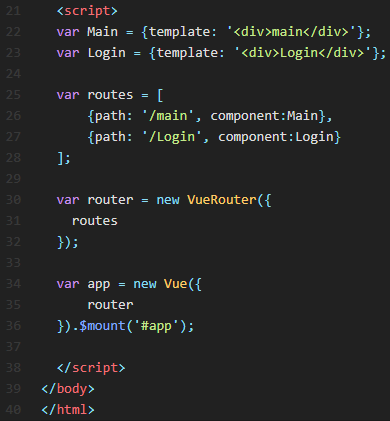 21 <script>
22 var Main = {template: '<div>main</div>'};
23 var Login = {template: '<div>Login</div>'};
24
25 var routes = [
26 {path: '/main', component:Main},
27 {path: '/Login', component:Login}
28 ];
29
30 var router = new VueRouter({
31 routes
32 });
33
34 var app = new Vue({
35 router
36 }).$mount('#app');
37
38 </script>
39 </body>
40 </html>